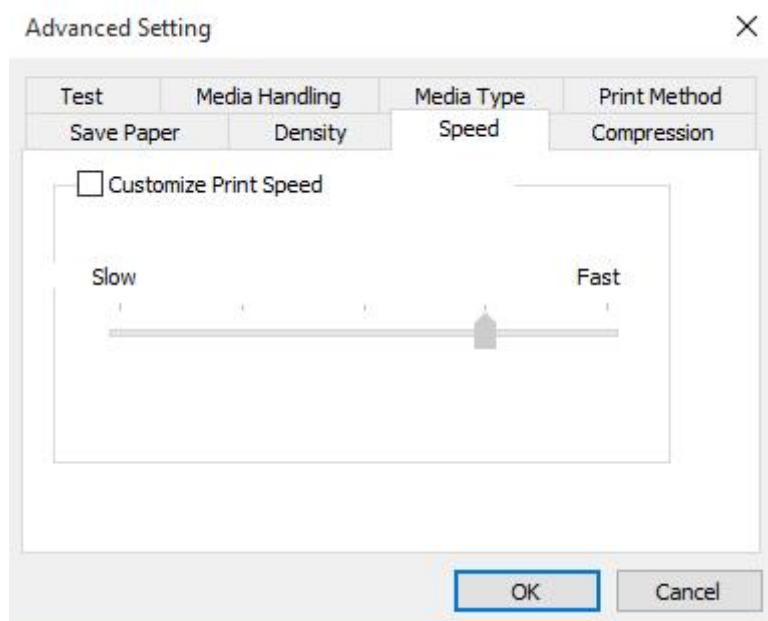 Advanced Setting
Test Media Handling Media Type Print Method
Save Paper Density Speed Compression
Customize Print Speed
Slow Fast
OK Cancel